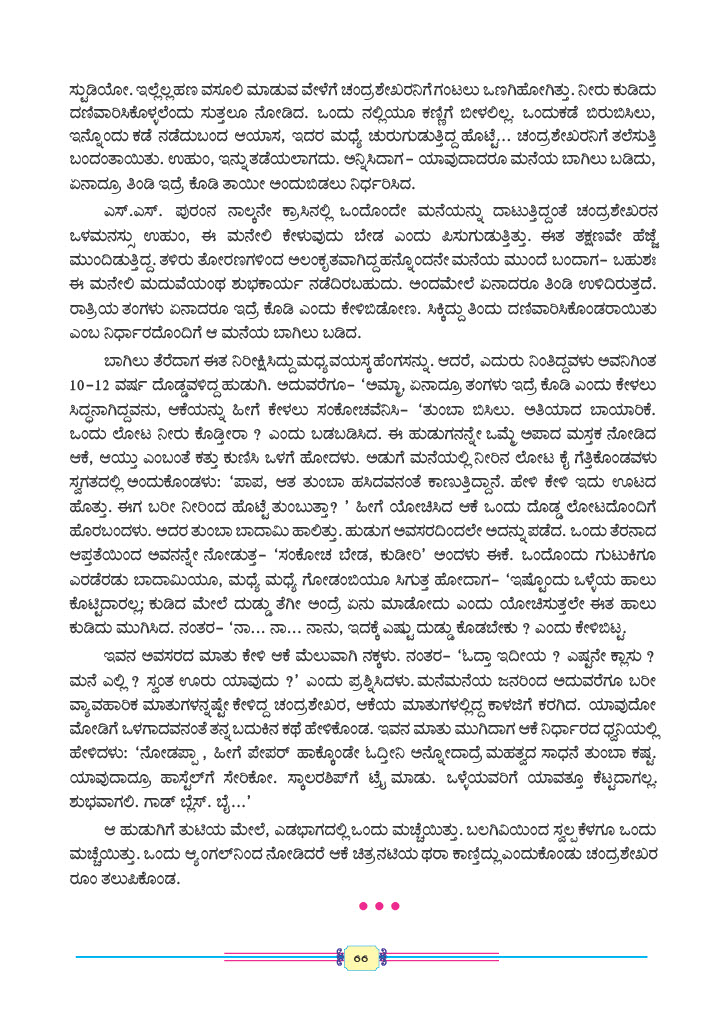 ಸ್ಟುಡಿಯೋ. ಇಲ್ಲೆಲ್ಲ ಹಣ ವಸೂಲಿ ಮಾಡುವ ವೇಳೆಗೆ ಚಂದ್ರಶೇಖರನಿಗೆ ಗಂಟಲು ಒಣಗಿಹೋಗಿತ್ತು. ನೀರು ಕುಡಿದು
ದಣಿವಾರಿಸಿಕೊಳ್ಳಲೆಂದು ಸುತ್ತಲೂ ನೋಡಿದ. ಒಂದು ನಲ್ಲಿಯೂ ಕಣ್ಣಿಗೆ ಬೀಳಲಿಲ್ಲ. ಒಂದುಕಡೆ ಬಿರುಬಿಸಿಲು,
ಇನ್ನೊಂದು ಕಡೆ ನಡೆದುಬಂದ ಆಯಾಸ, ಇದರ ಮಧ್ಯೆ ಚುರುಗುಡುತ್ತಿದ್ದ ಹೊಟ್ಟೆ... ಚಂದ್ರಶೇಖರನಿಗೆ ತಲೆಸುತ್ತಿ
ಬಂದಂತಾಯಿತು. ಉಹುಂ, ಇನ್ನು ತಡೆಯಲಾಗದು. ಅನ್ನಿಸಿದಾಗ– ಯಾವುದಾದರೂ ಮನೆಯ ಬಾಗಿಲು ಬಡಿದು,
ಏನಾದ್ರೂ ತಿಂಡಿ ಇದ್ರೆ ಕೊಡಿ ತಾಯೀ ಅಂದುಬಿಡಲು ನಿರ್ಧರಿಸಿದ.
ಎಸ್.ಎಸ್. ಪುರಂನ ನಾಲ್ಕನೇ ಕ್ರಾಸಿನಲ್ಲಿ ಒಂದೊಂದೇ ಮನೆಯನ್ನು ದಾಟುತ್ತಿದ್ದಂತೆ ಚಂದ್ರಶೇಖರನ
ಒಳಮನಸ್ಸು ಉಹುಂ, ಈ ಮನೇಲಿ ಕೇಳುವುದು ಬೇಡ ಎಂದು ಪಿಸುಗುಡುತ್ತಿತ್ತು. ಈತ ತಕ್ಷಣವೇ ಹೆಜ್ಜೆ
ಮುಂದಿಡುತ್ತಿದ್ದ. ತಳಿರು ತೋರಣಗಳಿಂದ ಅಲಂಕೃತವಾಗಿದ್ದ ಹನ್ನೊಂದನೇ ಮನೆಯ ಮುಂದೆ ಬಂದಾಗ– ಬಹುಶಃ
ಈ ಮನೇಲಿ ಮದುವೆಯಂಥ ಶುಭಕಾರ್ಯ ನಡೆದಿರಬಹುದು. ಅಂದಮೇಲೆ ಏನಾದರೂ ತಿಂಡಿ ಉಳಿದಿರುತ್ತದೆ.
ರಾತ್ರಿಯ ತಂಗಳು ಏನಾದರೂ ಇದ್ರೆ ಕೊಡಿ ಎಂದು ಕೇಳಿಬಿಡೋಣ. ಸಿಕ್ಕಿದ್ದು ತಿಂದು ದಣಿವಾರಿಸಿಕೊಂಡರಾಯಿತು
ಎಂಬ ನಿರ್ಧಾರದೊಂದಿಗೆ ಆ ಮನೆಯ ಬಾಗಿಲು ಬಡಿದ.
ಬಾಗಿಲು ತೆರೆದಾಗ ಈತ ನಿರೀಕ್ಷಿಸಿದ್ದು ಮಧ್ಯವಯಸ್ಕ ಹೆಂಗಸನ್ನು. ಆದರೆ, ಎದುರು ನಿಂತಿದ್ದವಳು ಅವನಿಗಿಂತ
10–12 ವರ್ಷ ದೊಡ್ಡವಳಿದ್ದ ಹುಡುಗಿ. ಅದುವರೆಗೂ– ‘ಅಮ್ಮಾ, ಏನಾದ್ರೂ ತಂಗಳು ಇದ್ರೆ ಕೊಡಿ ಎಂದು ಕೇಳಲು
ಸಿದ್ಧನಾಗಿದ್ದವನು, ಆಕೆಯನ್ನು ಹೀಗೆ ಕೇಳಲು ಸಂಕೋಚವೆನಿಸಿ– ‘ತುಂಬಾ ಬಿಸಿಲು. ಅತಿಯಾದ ಬಾಯಾರಿಕೆ.
ಒಂದು ಲೋಟ ನೀರು ಕೊಡ್ತೀರಾ ? ಎಂದು ಬಡಬಡಿಸಿದ. ಈ ಹುಡುಗನನ್ನೇ ಒಮ್ಮೆ ಅಪಾದ ಮಸ್ತಕ ನೋಡಿದ
ಆಕೆ, ಆಯ್ತು ಎಂಬಂತೆ ಕತ್ತು ಕುಣಿಸಿ ಒಳಗೆ ಹೋದಳು. ಅಡುಗೆ ಮನೆಯಲ್ಲಿ ನೀರಿನ ಲೋಟ ಕೈ ಗೆತ್ತಿಕೊಂಡವಳು
ಸ್ವಗತದಲ್ಲಿ ಅಂದುಕೊಂಡಳು: ‘ಪಾಪ, ಆತ ತುಂಬಾ ಹಸಿದವನಂತೆ ಕಾಣುತ್ತಿದ್ದಾನೆ. ಹೇಳಿ ಕೇಳಿ ಇದು ಊಟದ
ಹೊತ್ತು. ಈಗ ಬರೀ ನೀರಿಂದ ಹೊಟ್ಟೆ ತುಂಬುತ್ತಾ? ’ ಹೀಗೆ ಯೋಚಿಸಿದ ಆಕೆ ಒಂದು ದೊಡ್ಡ ಲೋಟದೊಂದಿಗೆ
ಹೊರಬಂದಳು. ಅದರ ತುಂಬಾ ಬಾದಾಮಿ ಹಾಲಿತ್ತು. ಹುಡುಗ ಅವಸರದಿಂದಲೇ ಅದನ್ನು ಪಡೆದ. ಒಂದು ತೆರನಾದ
ಆಪ್ತತೆಯಿಂದ ಅವನನ್ನೇ ನೋಡುತ್ತ– ‘ಸಂಕೋಚ ಬೇಡ, ಕುಡೀರಿ’ ಅಂದಳು ಈಕೆ. ಒಂದೊಂದು ಗುಟುಕಿಗೂ
ಎರಡೆರಡು ಬಾದಾಮಿಯೂ, ಮಧ್ಯೆ ಮಧ್ಯೆ ಗೋಡಂಬಿಯೂ ಸಿಗುತ್ತ ಹೋದಾಗ– ‘ಇಷ್ಟೊಂದು ಒಳ್ಳೆಯ ಹಾಲು
ಕೊಟ್ಟಿದಾರಲ್ಲ; ಕುಡಿದ ಮೇಲೆ ದುಡ್ಡು ತೆಗೀ ಅಂದ್ರೆ ಏನು ಮಾಡೋದು ಎಂದು ಯೋಚಿಸುತ್ತಲೇ ಈತ ಹಾಲು
ಕುಡಿದು ಮುಗಿಸಿದ. ನಂತರ– ‘ನಾ... ನಾ... ನಾನು, ಇದಕ್ಕೆ ಎಷ್ಟು ದುಡ್ಡು ಕೊಡಬೇಕು ? ಎಂದು ಕೇಳಿಬಿಟ್ಟ.
ಇವನ ಅವಸರದ ಮಾತು ಕೇಳಿ ಆಕೆ ಮೆಲುವಾಗಿ ನಕ್ಕಳು. ನಂತರ– ‘ಓದ್ತಾ ಇದೀಯ ? ಎಷ್ಟನೇ ಕ್ಲಾಸು ?
ಮನೆ ಎಲ್ಲಿ ? ಸ್ವಂತ ಊರು ಯಾವುದು ?’ ಎಂದು ಪ್ರಶ್ನಿಸಿದಳು. ಮನೆಮನೆಯ ಜನರಿಂದ ಅದುವರೆಗೂ ಬರೀ
ವ್ಯಾವಹಾರಿಕ ಮಾತುಗಳನ್ನಷ್ಟೇ ಕೇಳಿದ್ದ ಚಂದ್ರಶೇಖರ, ಆಕೆಯ ಮಾತುಗಳಲ್ಲಿದ್ದ ಕಾಳಜಿಗೆ ಕರಗಿದ. ಯಾವುದೋ
ಮೋಡಿಗೆ ಒಳಗಾದವನಂತೆ ತನ್ನ ಬದುಕಿನ ಕಥೆ ಹೇಳಿಕೊಂಡ. ಇವನ ಮಾತು ಮುಗಿದಾಗ ಆಕೆ ನಿರ್ಧಾರದ ಧ್ವನಿಯಲ್ಲಿ
ಹೇಳಿದಳು: ‘ನೋಡಪ್ಪಾ , ಹೀಗೆ ಪೇಪರ್ ಹಾಕ್ಕೊಂಡೇ ಓದ್ತೀನಿ ಅನ್ನೋದಾದ್ರೆ ಮಹತ್ವದ ಸಾಧನೆ ತುಂಬಾ ಕಷ್ಟ.
ಯಾವುದಾದ್ರೂ ಹಾಸ್ಟೆಲ್‌ಗೆ ಸೇರಿಕೋ. ಸ್ಕಾಲರಶಿಪ್‌ಗೆ ಟ್ರೈ ಮಾಡು. ಒಳ್ಳೆಯವರಿಗೆ ಯಾವತ್ತೂ ಕೆಟ್ಟದಾಗಲ್ಲ.
ಶುಭವಾಗಲಿ. ಗಾಡ್ ಬ್ಲೆಸ್. ಬೈ...’
ಆ ಹುಡುಗಿಗೆ ತುಟಿಯ ಮೇಲೆ, ಎಡಭಾಗದಲ್ಲಿ ಒಂದು ಮಚ್ಚೆಯಿತ್ತು. ಬಲಗಿವಿಯಿಂದ ಸ್ವಲ್ಪ ಕೆಳಗೂ ಒಂದು
ಮಚ್ಚೆಯಿತ್ತು. ಒಂದು ಆ್ಯಂಗಲ್‌ನಿಂದ ನೋಡಿದರೆ ಆಕೆ ಚಿತ್ರನಟಿಯ ಥರಾ ಕಾಣ್ತಿದ್ಲು ಎಂದುಕೊಂಡು ಚಂದ್ರಶೇಖರ
ರೂಂ ತಲುಪಿಕೊಂಡ.
● ● ●
೬೬